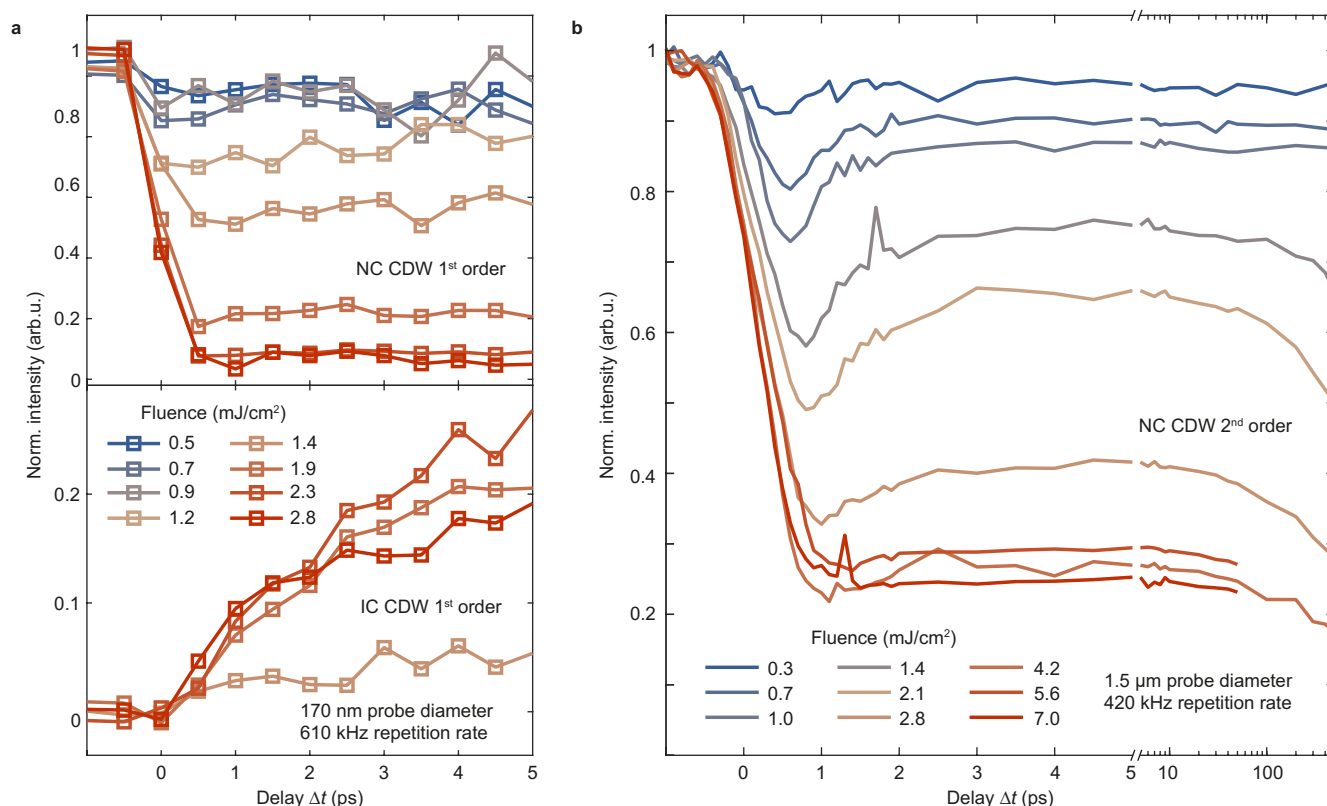 a
Norm. intensity (arb.u.)
1
0.8
0.6
0.4
0.2
0
NC CDW 1st order
0.2
0.1
0
Fluence (mJ/cm²)
0.5
0.7
0.9
1.2
1.4
1.9
2.3
2.8
IC CDW 1st order
170 nm probe diameter
610 kHz repetition rate
0 1 2 3 4 5
Delay Δt (ps)
b
Norm. intensity (arb.u.)
1
0.8
0.6
0.4
0.2
NC CDW 2nd order
Fluence (mJ/cm²)
0.3
0.7
1.0
1.4
2.1
2.8
4.2
5.6
7.0
1.5 µm probe diameter
420 kHz repetition rate
0 1 2 3 4 5 10 100
Delay Δt (ps)